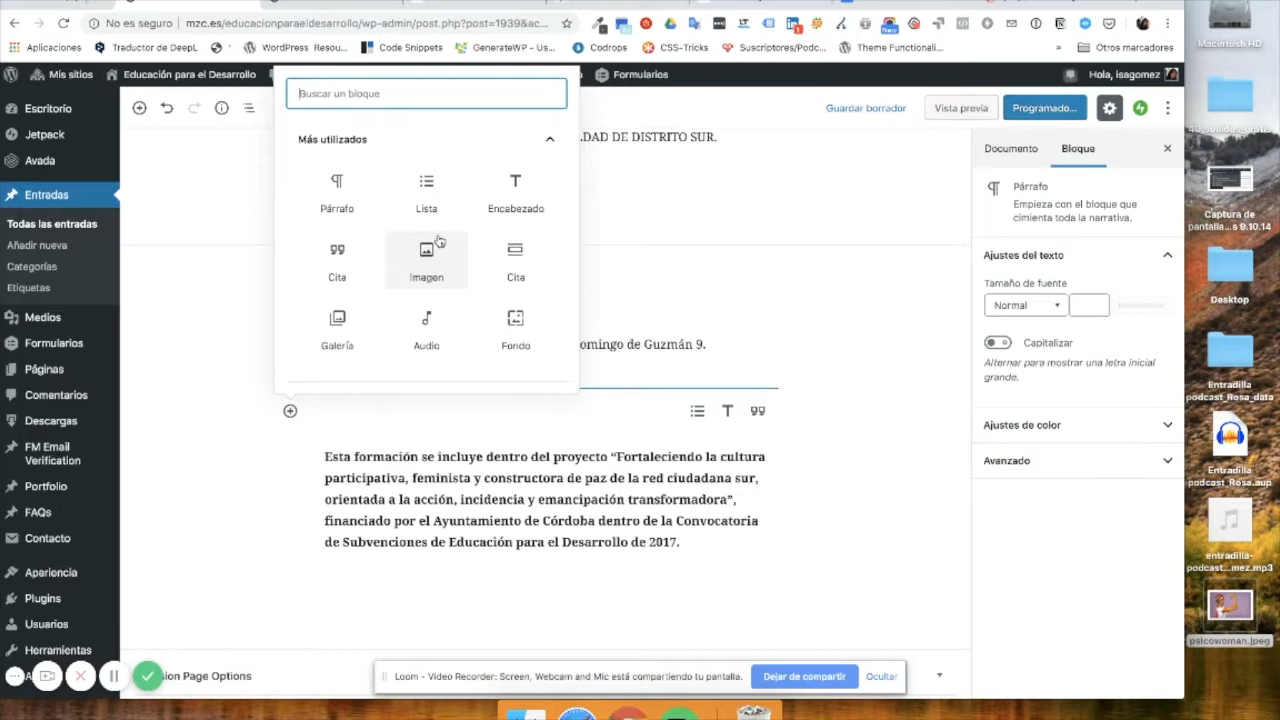 No es seguro
mzc.es/educacionparaeldesarrollo/wp-admin/post.php?post=1939&ac...
New
Aplicaciones
Traductor de DeepL
WordPress Resou...
Code Snippets
GenerateWP - Us...
Codrops
CSS-Tricks
Suscriptores/Podc...
Theme Functionali...
»
Otros marcadores
Mis sitios
Educación para el Desarrollo
Formularios
Hola, isagomez
Escritorio
Jetpack
Avada
Entradas
Todas las entradas
Añadir nueva
Categorías
Etiquetas
Medios
Formularios
Páginas
Comentarios
Descargas
FM Email
Verification
Portfolio
FAQs
Contacto
Apariencia
Plugins
Usuarios
Herramientas
Buscar un bloque
Más utilizados
Párrafo
Lista
Encabezado
Cita
Imagen
Cita
Galería
Audio
Fondo
Guardar borrador
Vista previa
Programado...
DAD DE DISTRITO SUR.
omingo de Guzmán 9.
Esta formación se incluye dentro del proyecto “Fortaleciendo la cultura
participativa, feminista y constructora de paz de la red ciudadana sur,
orientada a la acción, incidencia y emancipación transformadora”,
financiado por el Ayuntamiento de Córdoba dentro de la Convocatoria
de Subvenciones de Educación para el Desarrollo de 2017.
sion Page Options
Loom - Video Recorder: Screen, Webcam and Mic está compartiendo tu pantalla.
Dejar de compartir
Ocultar
Documento
Bloque
Párrafo
Empieza con el bloque que
cimienta toda la narrativa.
Ajustes del texto
Tamaño de fuente
Normal
Capitalizar
Alternar para mostrar una letra inicial
grande.
Ajustes de color
Avanzado
Macintosh HD
40_sonidos_gratis
Captura de
pantalla...s 9.10.14
Desktop
Entradilla
podcast_Rosa_data
Entradilla
podcast_Rosa.aup
entradilla-
podcast...mez.mp3
psicowoman.jpeg